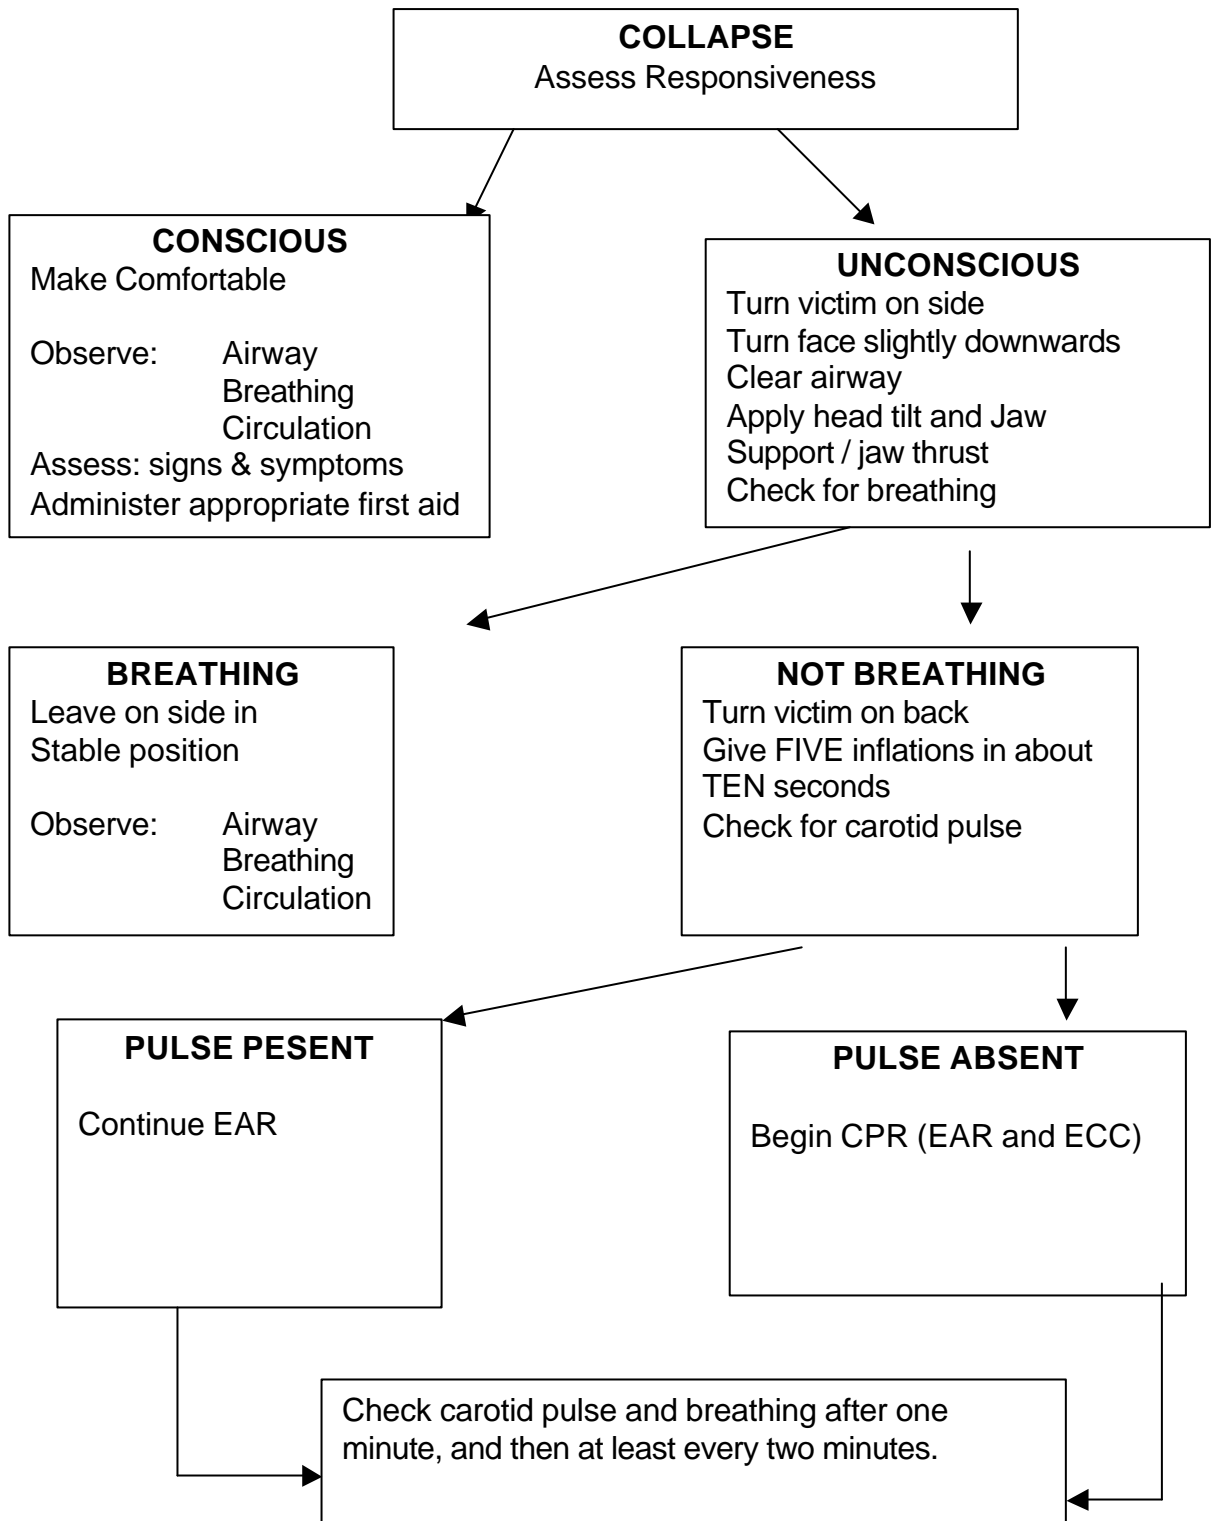 COLLAPSE
Assess Responsiveness
CONSCIOUS
Make Comfortable
Observe: Airway
Breathing
Circulation
Assess: signs & symptoms
Administer appropriate first aid
UNCONSCIOUS
Turn victim on side
Turn face slightly downwards
Clear airway
Apply head tilt and Jaw
Support / jaw thrust
Check for breathing
BREATHING
Leave on side in
Stable position
Observe: Airway
Breathing
Circulation
NOT BREATHING
Turn victim on back
Give FIVE inflations in about
TEN seconds
Check for carotid pulse
PULSE PESENT
Continue EAR
PULSE ABSENT
Begin CPR (EAR and ECC)
Check carotid pulse and breathing after one
minute, and then at least every two minutes.